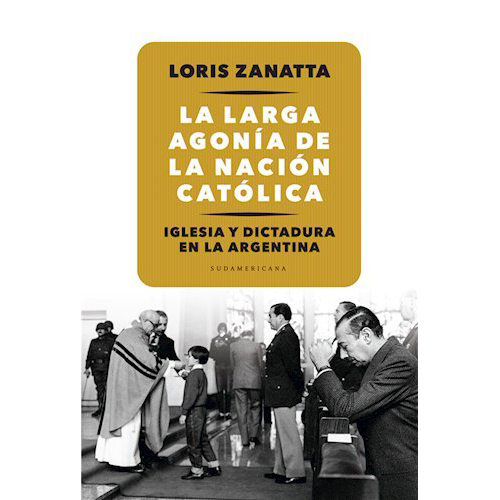 LORIS ZANATTA
LA LARGA
AGONÍA DE
LA NACIÓN
CATÓLICA
IGLESIA Y DICTADURA
EN LA ARGENTINA
SUDAMERICANA